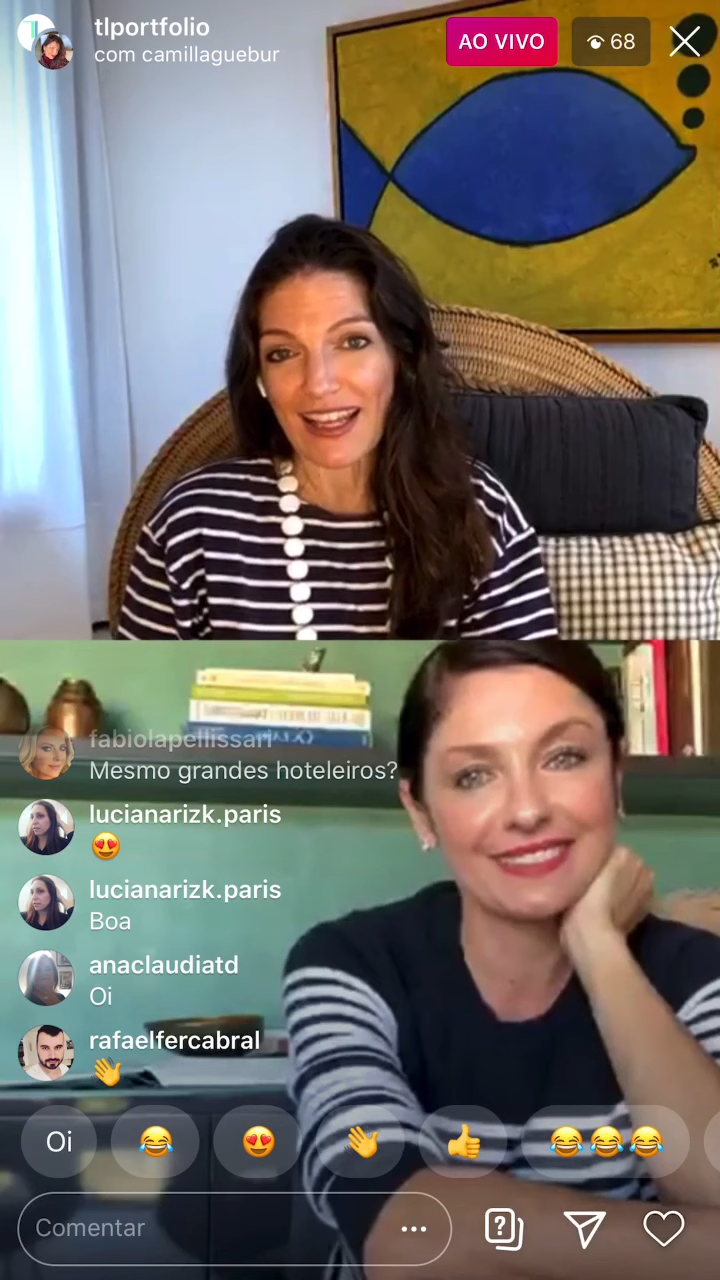 tlportfolio
com camillaguebur
AO VIVO
68
fabiolapellissari
Mesmo grandes hoteleiros?
lucianarizk.paris
😍
lucianarizk.paris
Boa
anaclaudiatd
Oi
rafaelfercabral
👋
Oi 😂 😍 👋 👍 😂😂😂
Comentar